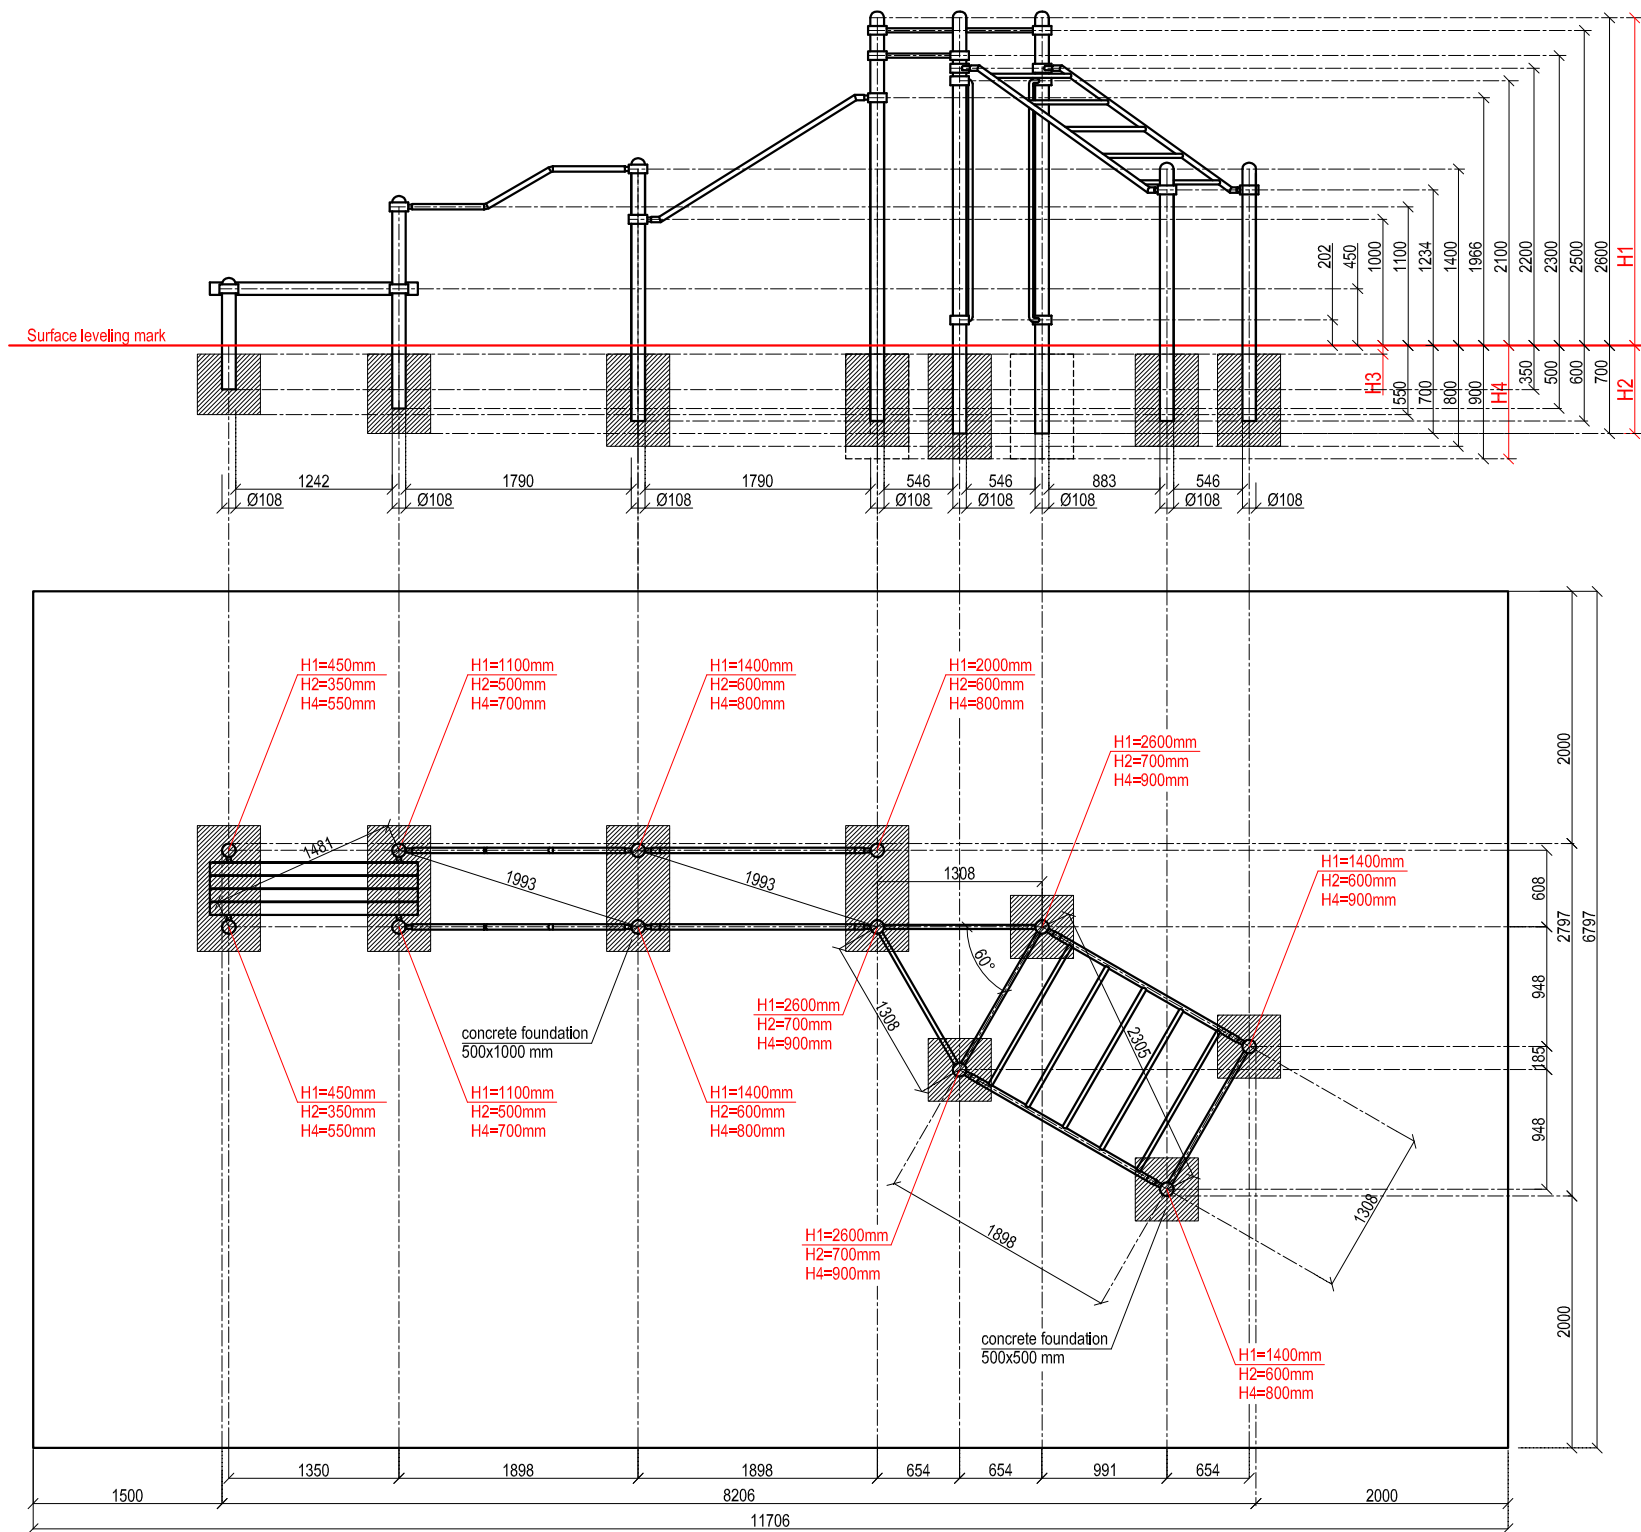 Surface leveling mark
202
450
1000
1100
1234
1400
1966
2100
2200
2300
2500
2600
H1
H3
550
700
800
900
H4
350
500
600
700
H2
1242
1790
1790
546
546
883
546
Ø108
Ø108
Ø108
Ø108
Ø108
Ø108
Ø108
Ø108
H1=450mm
H2=350mm
H4=550mm
H1=1100mm
H2=500mm
H4=700mm
H1=1400mm
H2=600mm
H4=800mm
H1=2000mm
H2=600mm
H4=800mm
H1=2600mm
H2=700mm
H4=900mm
H1=1400mm
H2=600mm
H4=900mm
1481
1993
1993
1308
60°
1308
2305
2000
608
2797
6797
948
185
948
2000
concrete foundation
500x1000 mm
H1=2600mm
H2=700mm
H4=900mm
H1=450mm
H2=350mm
H4=550mm
H1=1100mm
H2=500mm
H4=700mm
H1=1400mm
H2=600mm
H4=800mm
H1=2600mm
H2=700mm
H4=900mm
1898
1308
concrete foundation
500x500 mm
H1=1400mm
H2=600mm
H4=800mm
1350
1898
1898
654
654
991
654
1500
8206
2000
11706